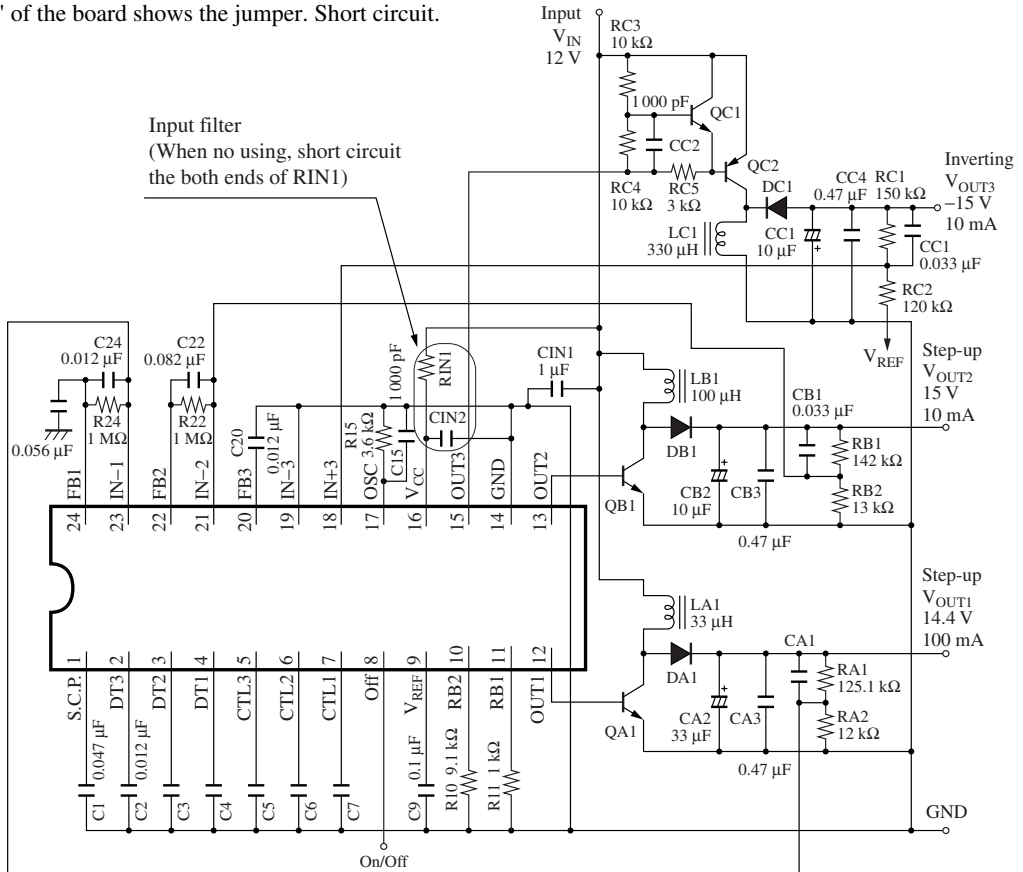 ' of the board shows the jumper. Short circuit.
Input
V_IN
12 V
RC3
10 kΩ
1 000 pF
QC1
CC2
RC4
10 kΩ
RC5
3 kΩ
QC2
DC1
CC4
0.47 µF
RC1
150 kΩ
Inverting
V_OUT3
−15 V
10 mA
LC1
330 µH
CC1
10 µF
+
CC1
0.033 µF
RC2
120 kΩ
V_REF
Input filter
(When no using, short circuit
the both ends of RIN1)
C24
0.012 µF
R24
1 MΩ
0.056 µF
C22
0.082 µF
R22
1 MΩ
C20
0.012 µF
R15
3.6 kΩ
C15
1 000 pF
RIN1
CIN2
CIN1
1 µF
LB1
100 µH
DB1
QB1
CB2
10 µF
+
CB3
0.47 µF
CB1
0.033 µF
RB1
142 kΩ
RB2
13 kΩ
Step-up
V_OUT2
15 V
10 mA
FB1
IN−1
FB2
IN−2
FB3
IN−3
IN+3
OSC
V_CC
OUT3
GND
OUT2
24
23
22
21
20
19
18
17
16
15
14
13
1
2
3
4
5
6
7
8
9
10
11
12
S.C.P.
DT3
DT2
DT1
CTL3
CTL2
CTL1
Off
V_REF
RB2
RB1
OUT1
LA1
33 µH
DA1
QA1
CA2
33 µF
+
CA3
0.47 µF
CA1
RA1
125.1 kΩ
RA2
12 kΩ
Step-up
V_OUT1
14.4 V
100 mA
C1
0.047 µF
C2
0.012 µF
C3
C4
C5
C6
C7
C9
0.1 µF
R10 9.1 kΩ
R11 1 kΩ
On/Off
GND